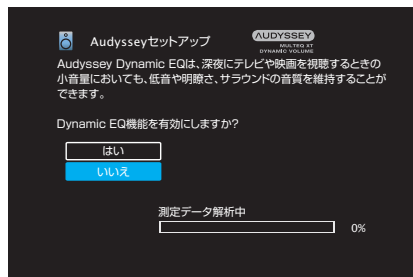 Audysseyセットアップ
AUDYSSEY
MULTEQ XT
DYNAMIC VOLUME
Audyssey Dynamic EQは、深夜にテレビや映画を視聴するときの
小音量においても、低音や明瞭さ、サラウンドの音質を維持することが
できます。
Dynamic EQ機能を有効にしますか?
はい
いいえ
測定データ解析中
0%